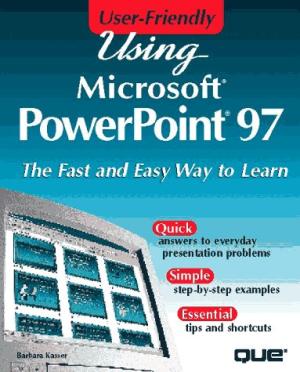 User-Friendly
Using
Microsoft®
PowerPoint® 97
The Fast and Easy Way to Learn
Quick
answers to everyday
presentation problems
Simple
step-by-step examples
Essential
tips and shortcuts
Barbara Kasser
QUE®